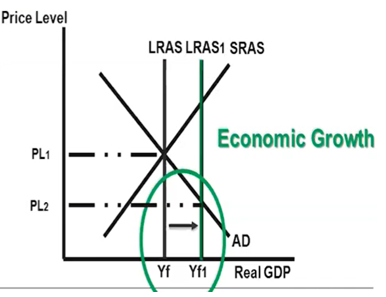 Price Level
LRAS LRAS1 SRAS
Economic Growth
PL1
PL2
AD
Yf Yf1 Real GDP